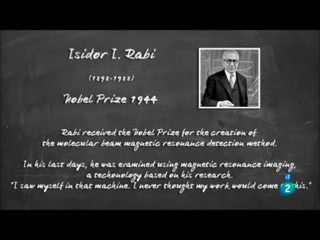 Isidor I. Rabi
(1898-1988)
Nobel Prize 1944
Rabi received the Nobel Prize for the creation of
the molecular beam magnetic resonance detection method.
In his last days, he was examined using magnetic resonance imaging,
a techonology based on his research.
"I saw myself in that machine. I never thought my work would come his."
2